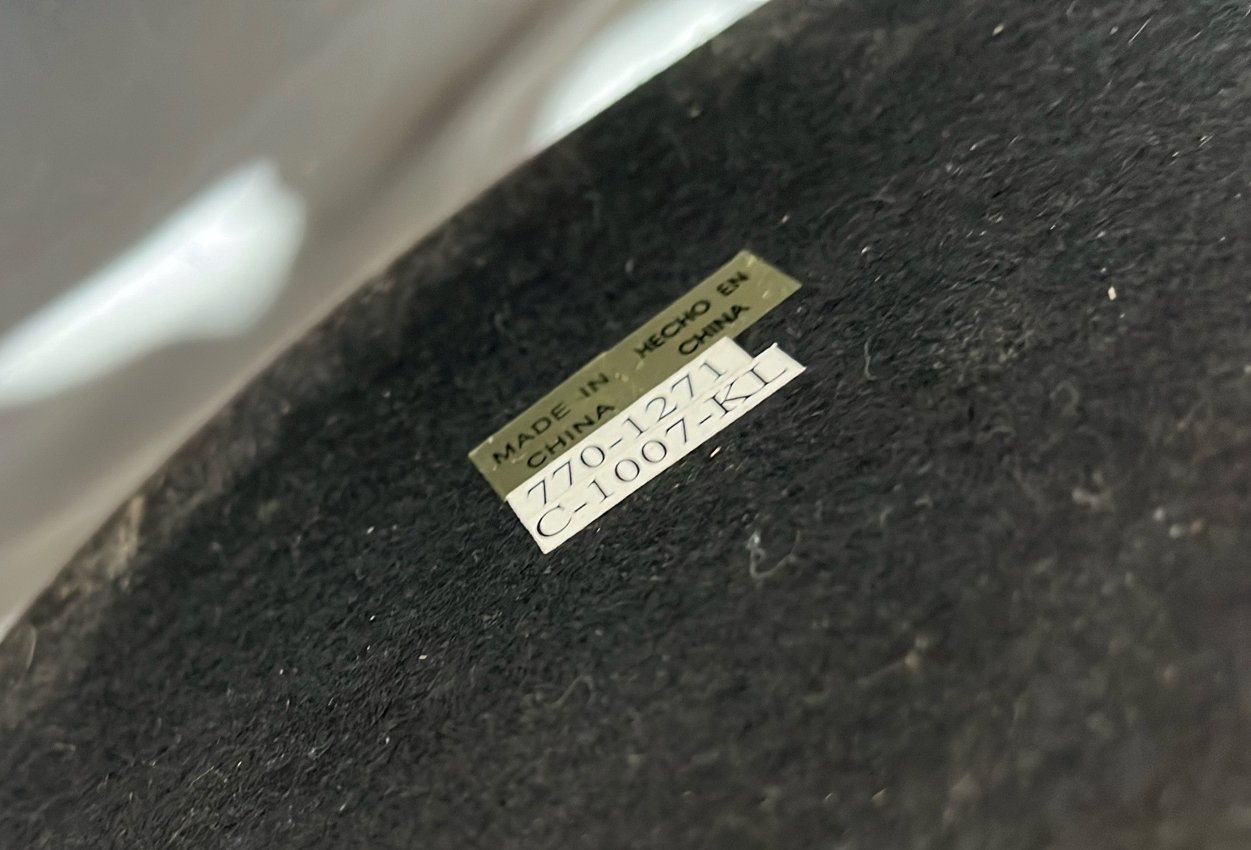 MADE IN
CHINA
HECHO EN
CHINA
770-1271
C-1007-KL